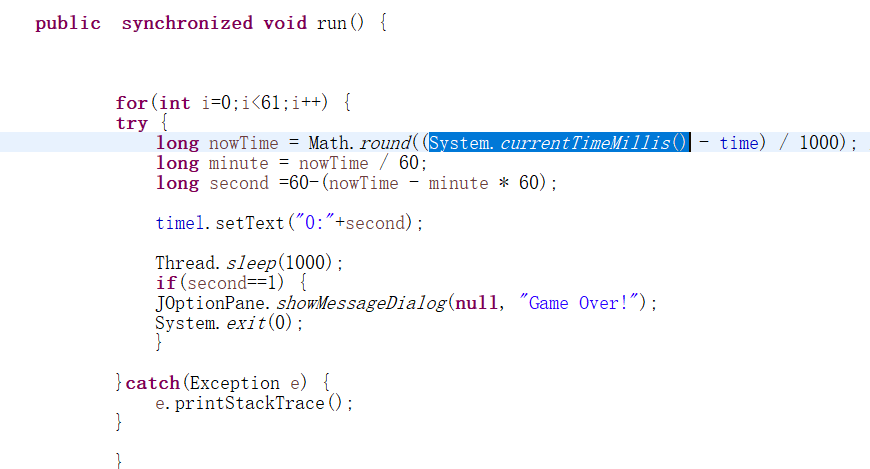 public  synchronized void run() {
for(int i=0;i<61;i++) {
try {
long nowTime = Math.round((System.currentTimeMillis() - time) / 1000);
long minute = nowTime / 60;
long second =60-(nowTime - minute * 60);
time1.setText("0:"+second);
Thread.sleep(1000);
if(second==1) {
JOptionPane.showMessageDialog(null, "Game Over!");
System.exit(0);
}
}catch(Exception e) {
e.printStackTrace();
}
}